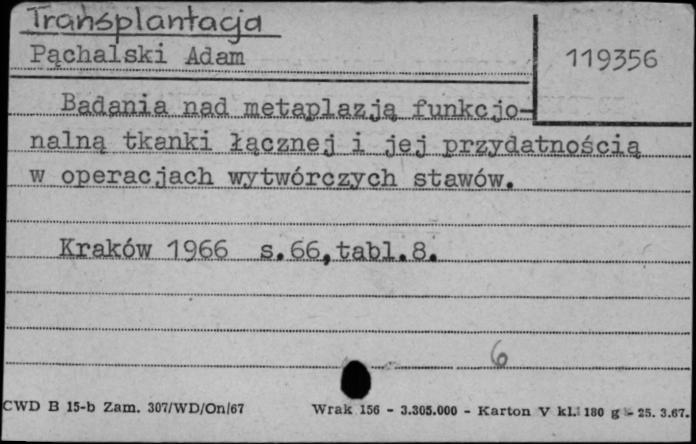 Transplantacja
Pąchalski Adam
119356
Badania nad metaplazją funkcjo-
nalną tkanki łącznej i jej przydatnością
w operacjach wytwórczych stawów.
Kraków 1966 s.66,tabl.8.
6
CWD B 15-b Zam. 307/WD/On/67 Wrak 156 - 3.305.000 - Karton V kl. 180 g - 25. 3.67.